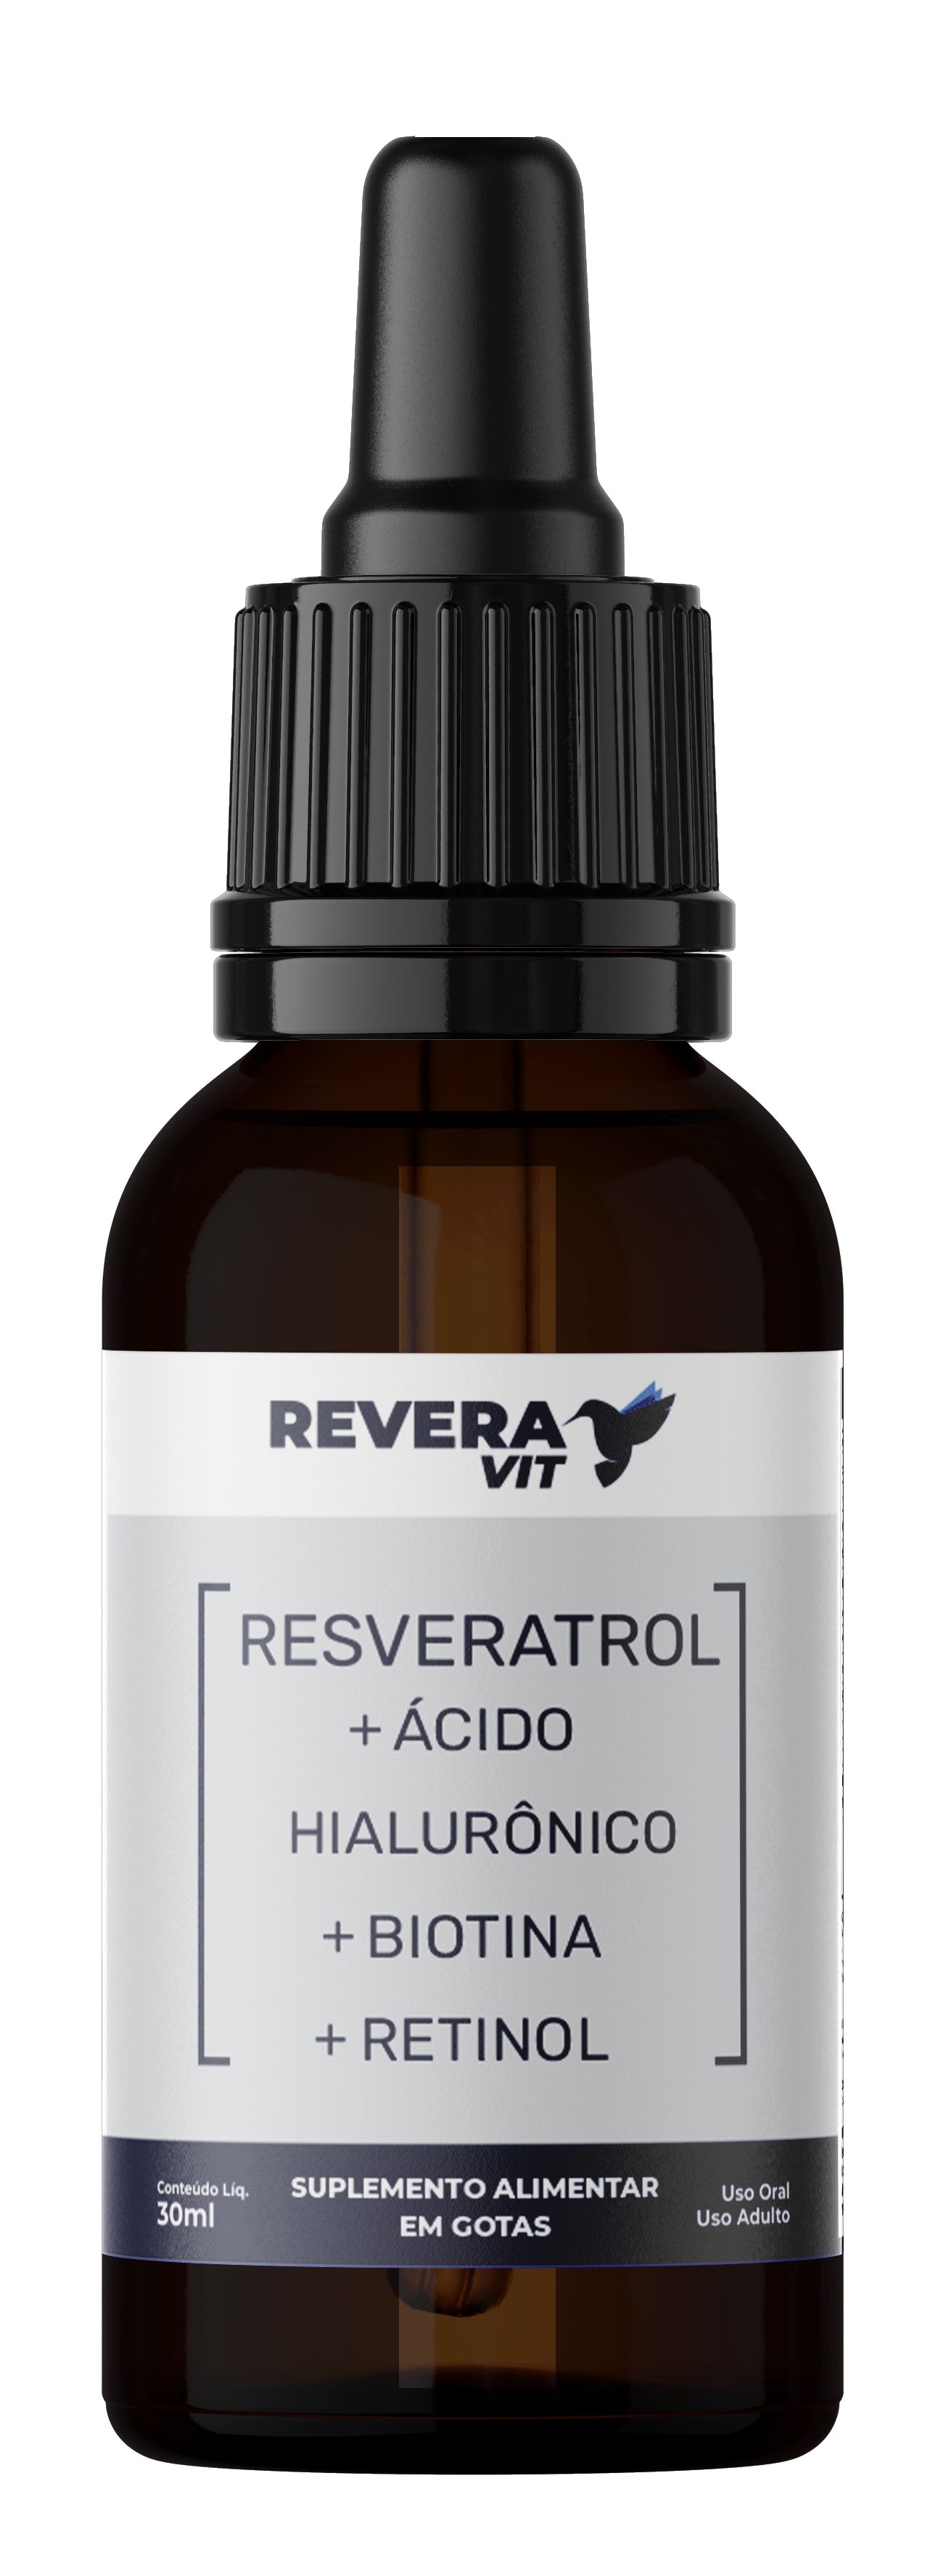 REVERA
VIT
RESVERATROL
+ ÁCIDO
HIALURÔNICO
+ BIOTINA
+ RETINOL
Conteúdo Líq.
30ml
SUPLEMENTO ALIMENTAR
EM GOTAS
Uso Oral
Uso Adulto